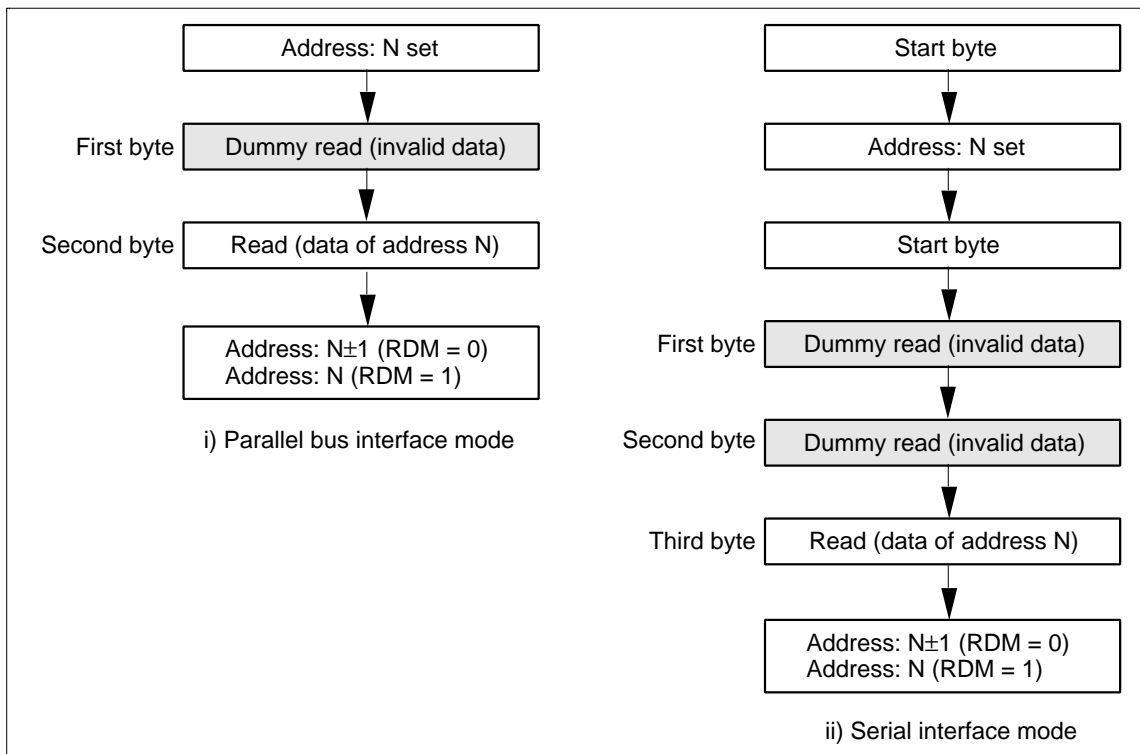 Address: N set
First byte
Dummy read (invalid data)
Second byte
Read (data of address N)
Address: N±1 (RDM = 0)
Address: N (RDM = 1)
i) Parallel bus interface mode
Start byte
Address: N set
Start byte
First byte
Dummy read (invalid data)
Second byte
Dummy read (invalid data)
Third byte
Read (data of address N)
Address: N±1 (RDM = 0)
Address: N (RDM = 1)
ii) Serial interface mode